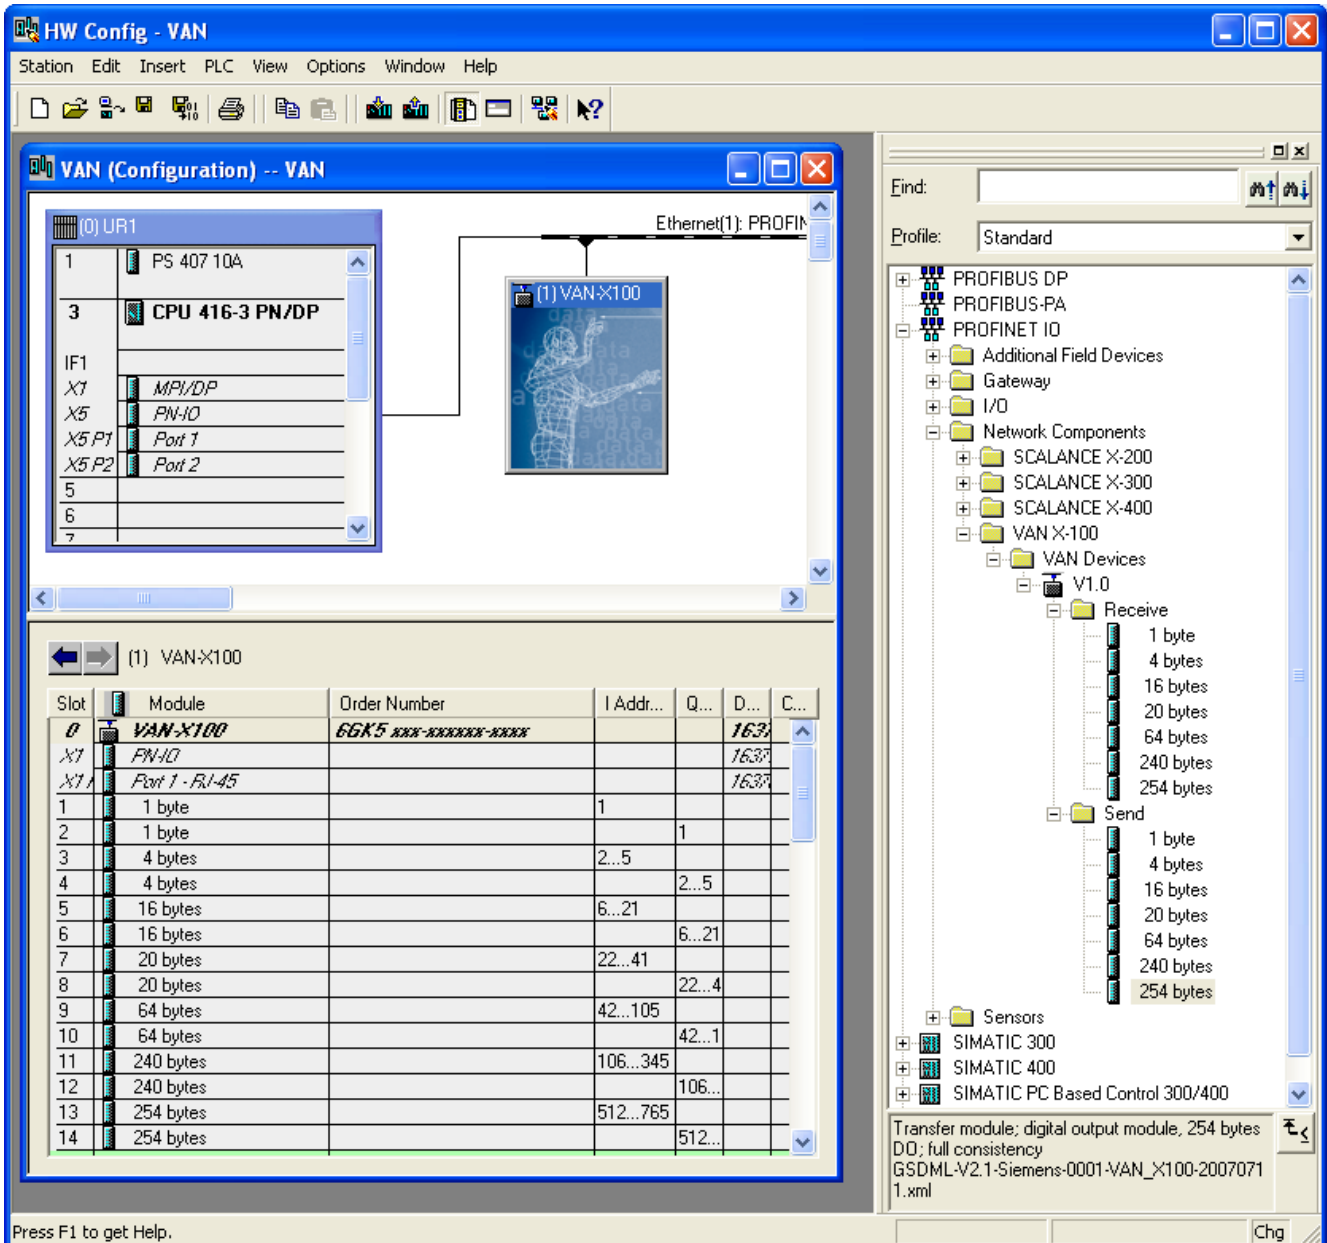 HW Config - VAN
Station Edit Insert PLC View Options Window Help
VAN (Configuration) -- VAN
(0) UR1
1 PS 407 10A
3 CPU 416-3 PN/DP
IF1
X1 MPI/DP
X5 PN-IO
X5 P1 Port 1
X5 P2 Port 2
5
6
7
Ethernet(1): PROFIN
(1) VAN-X100
(1) VAN-X100
Slot Module Order Number I Addr... Q... D... C...
0 VAN-X100 6GK5 xxx-xxxxxx-xxxx 1637
X1 PN-IO 1637
X1 Port 1 - RJ-45 1637
1 1 byte 1
2 1 byte 1
3 4 bytes 2...5
4 4 bytes 2...5
5 16 bytes 6...21
6 16 bytes 6...21
7 20 bytes 22...41
8 20 bytes 22...4
9 64 bytes 42...105
10 64 bytes 42...1
11 240 bytes 106...345
12 240 bytes 106...
13 254 bytes 512...765
14 254 bytes 512...
Find:
Profile: Standard
PROFIBUS DP
PROFIBUS-PA
PROFINET IO
Additional Field Devices
Gateway
I/O
Network Components
SCALANCE X-200
SCALANCE X-300
SCALANCE X-400
VAN X-100
VAN Devices
V1.0
Receive
1 byte
4 bytes
16 bytes
20 bytes
64 bytes
240 bytes
254 bytes
Send
1 byte
4 bytes
16 bytes
20 bytes
64 bytes
240 bytes
254 bytes
Sensors
SIMATIC 300
SIMATIC 400
SIMATIC PC Based Control 300/400
Transfer module; digital output module, 254 bytes
DO; full consistency
GSDML-V2.1-Siemens-0001-VAN_X100-2007071
1.xml
Press F1 to get Help.
Chg